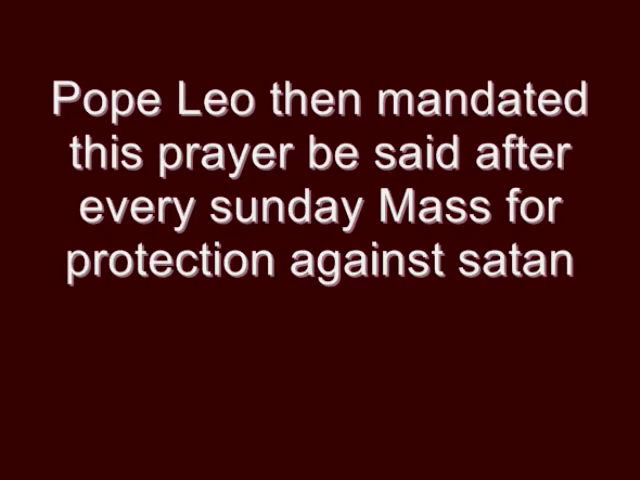 Pope Leo then mandated
this prayer be said after
every sunday Mass for
protection against satan